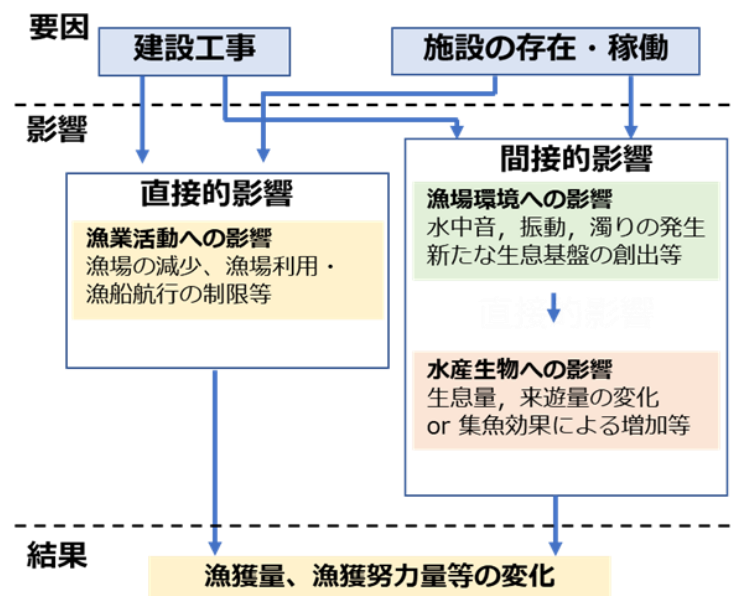 要因
建設工事
施設の存在・稼働
影響
直接的影響
漁業活動への影響
漁場の減少、漁場利用・
漁船航行の制限等
間接的影響
漁場環境への影響
水中音，振動，濁りの発生
新たな生息基盤の創出等
直接的影響
水産生物への影響
生息量，来遊量の変化
or 集魚効果による増加等
結果
漁獲量、漁獲努力量等の変化